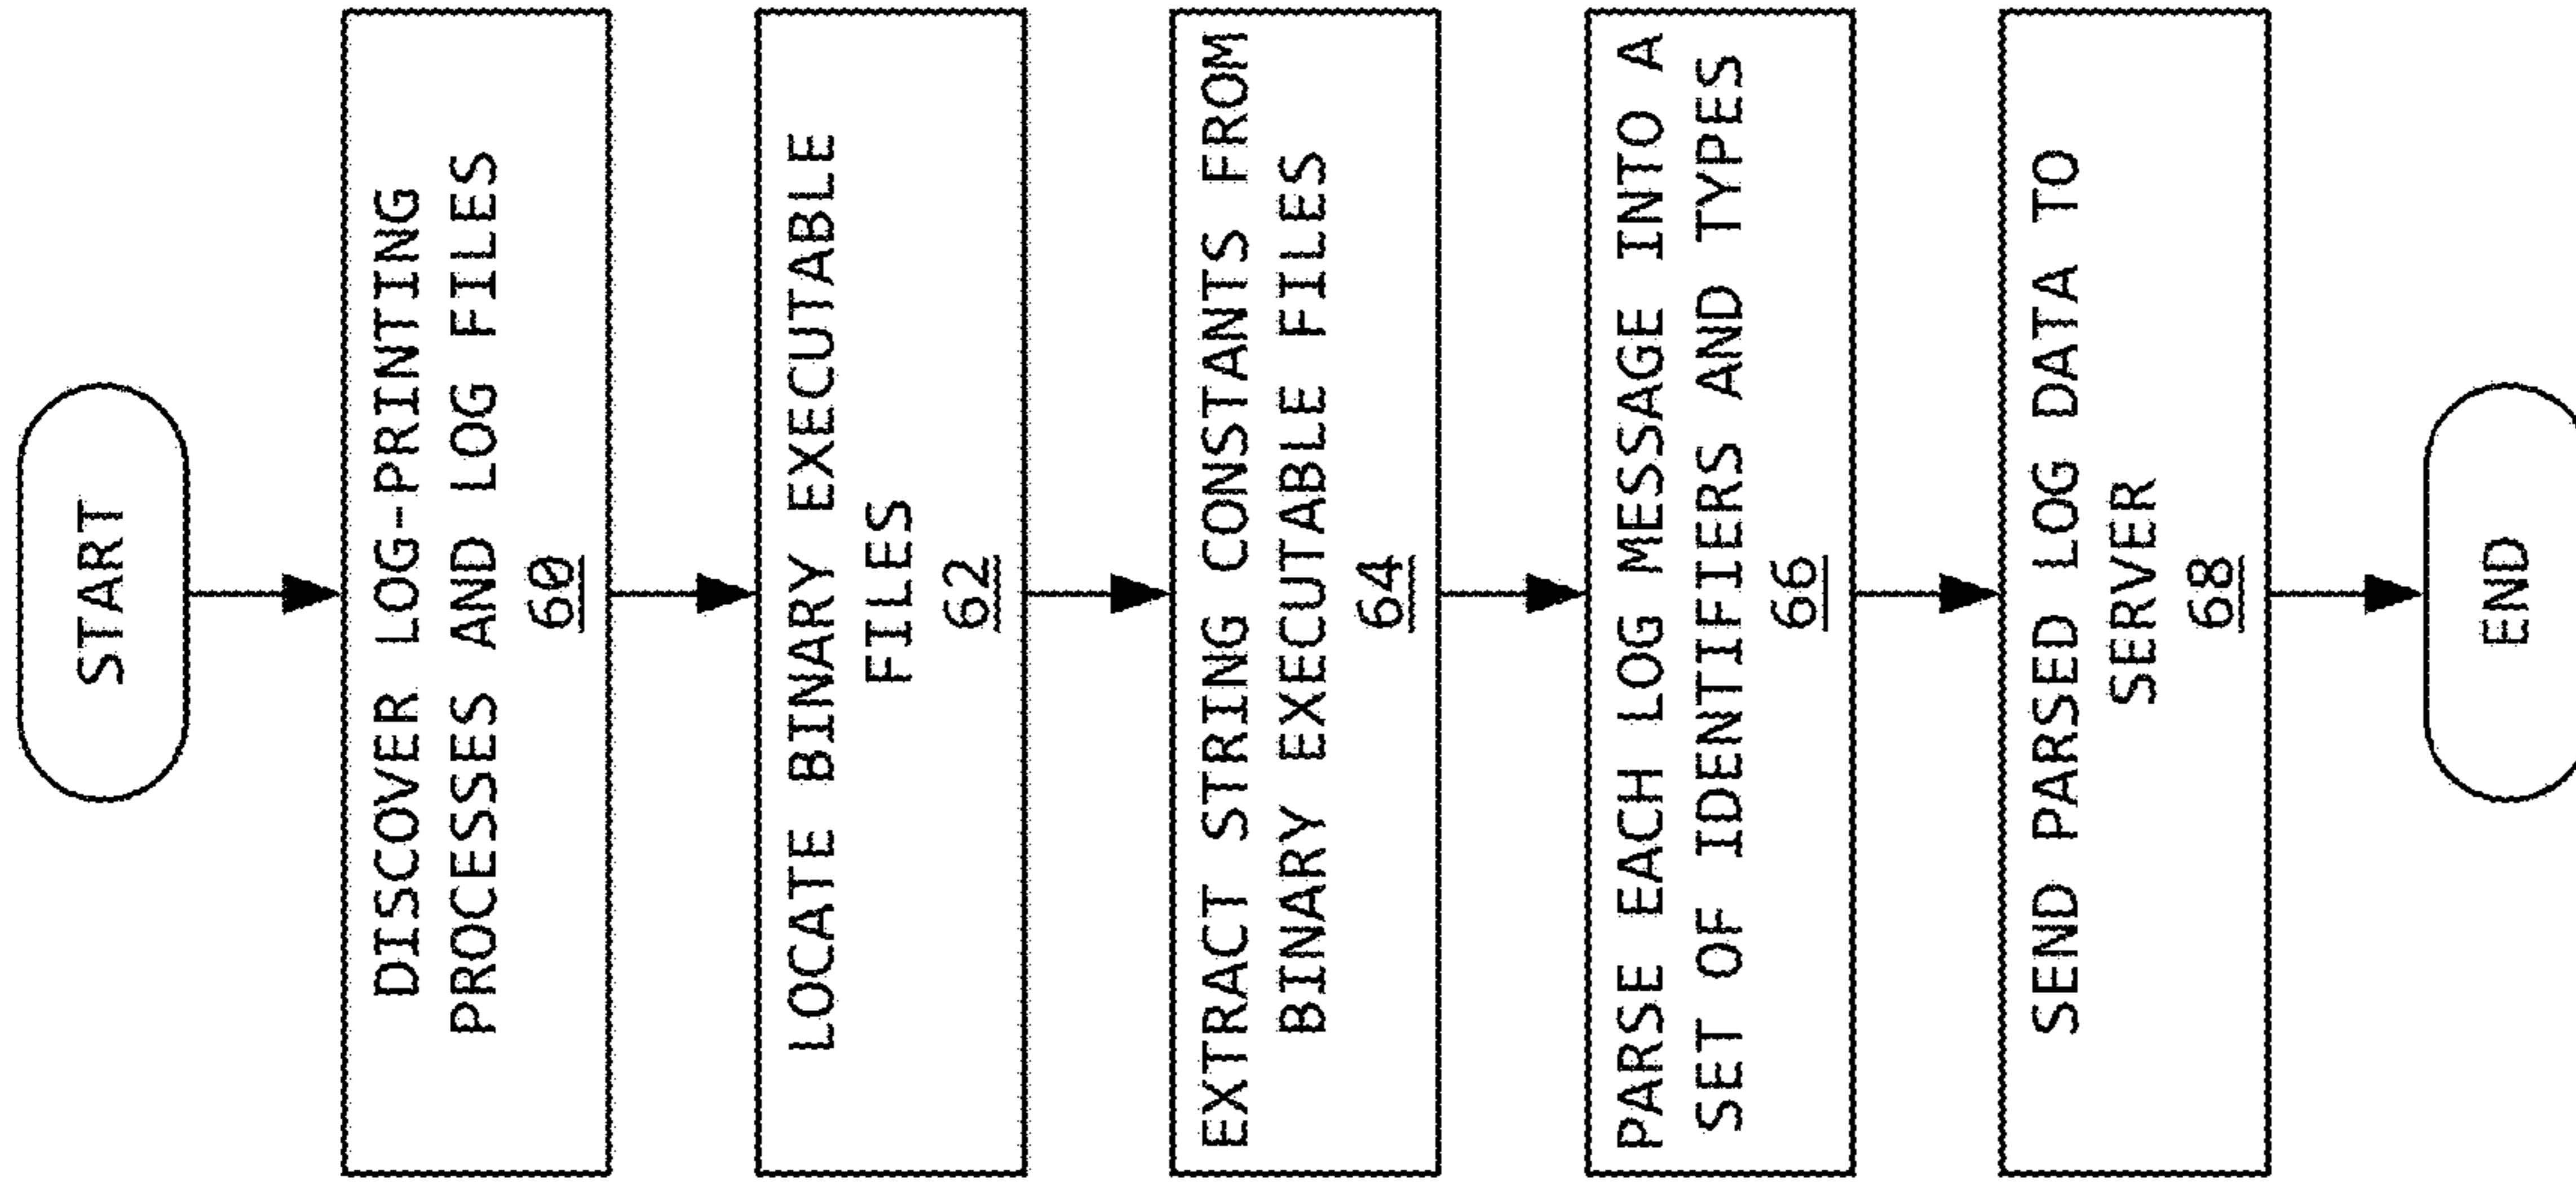 START
DISCOVER LOG-PRINTING
PROCESSES AND LOG FILES
60
LOCATE BINARY EXECUTABLE
FILES
62
EXTRACT STRING CONSTANTS FROM
BINARY EXECUTABLE FILES
64
PARSE EACH LOG MESSAGE INTO A
SET OF IDENTIFIERS AND TYPES
66
SEND PARSED LOG DATA TO
SERVER
68
END